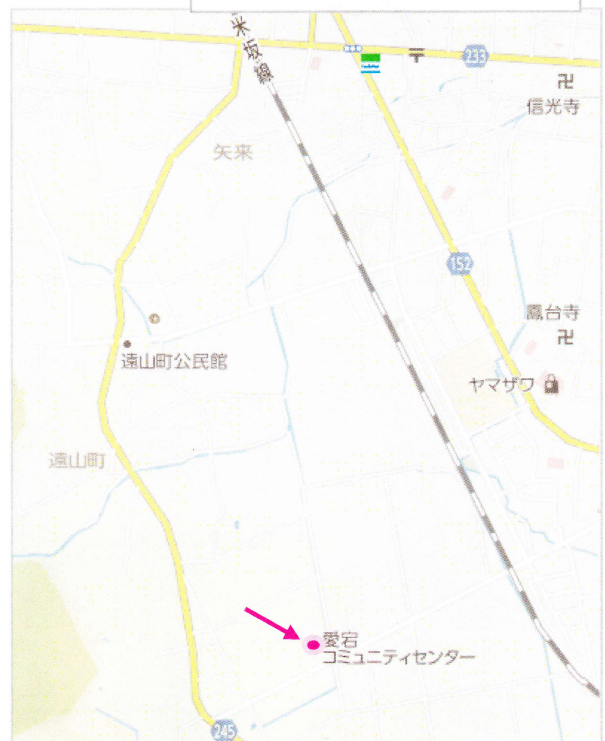 米坂線
〒
233
卍
信光寺
矢来
152
鳳台寺
卍
遠山町公民館
ヤマザワ
遠山町
愛宕
コミュニティセンター
245